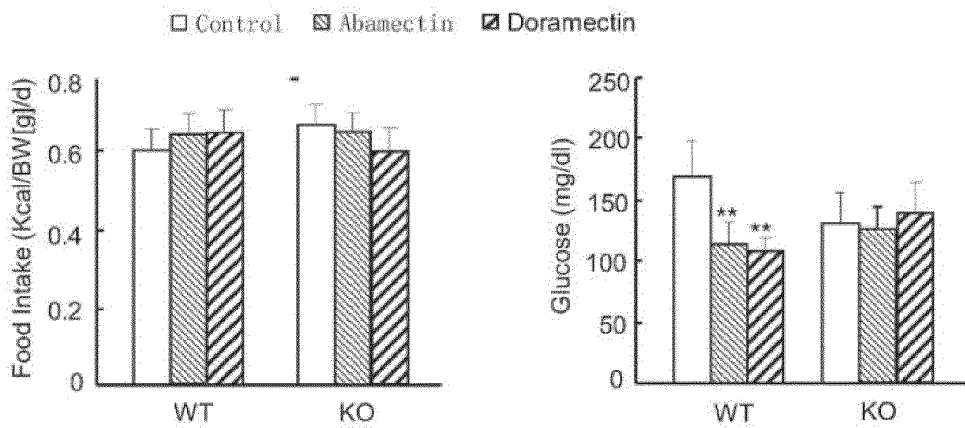 Control Abamectin Doramectin
Food Intake (Kcal/BW[g]/d)
0.8
0.6
0.4
0.2
0
WT KO
Glucose (mg/dl)
250
200
150
100
50
0
** **
WT KO